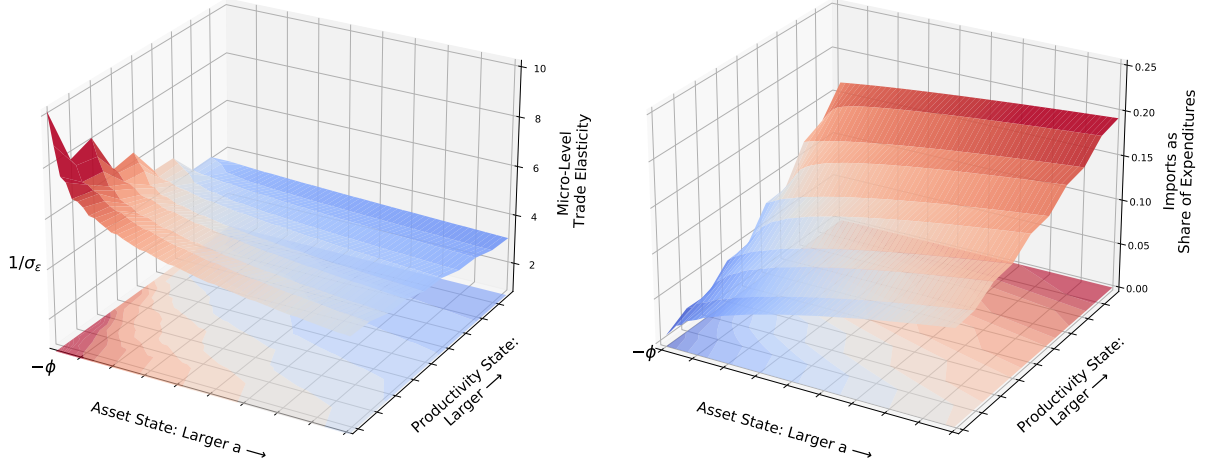 10
8
6
4
2
Micro-Level
Trade Elasticity
1/σε
−ϕ
Asset State: Larger a ⟶
Productivity State:
Larger ⟶
0.25
0.20
0.15
0.10
0.05
0.00
Imports as
Share of Expenditures
−ϕ
Asset State: Larger a ⟶
Productivity State:
Larger ⟶